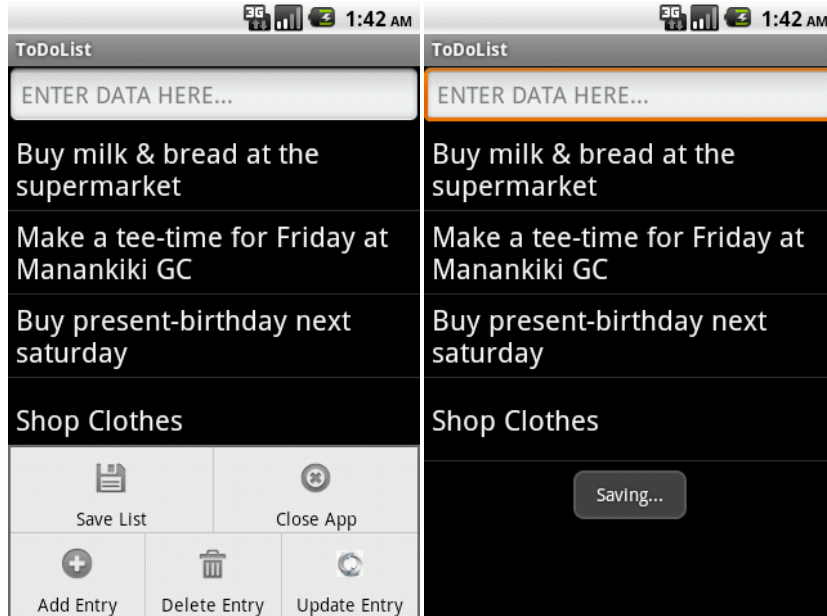 3G 1:42 AM
ToDoList
ENTER DATA HERE...
Buy milk & bread at the
supermarket
Make a tee-time for Friday at
Manankiki GC
Buy present-birthday next
saturday
Shop Clothes
Save List
Close App
Add Entry
Delete Entry
Update Entry
3G 1:42 AM
ToDoList
ENTER DATA HERE...
Buy milk & bread at the
supermarket
Make a tee-time for Friday at
Manankiki GC
Buy present-birthday next
saturday
Shop Clothes
Saving...